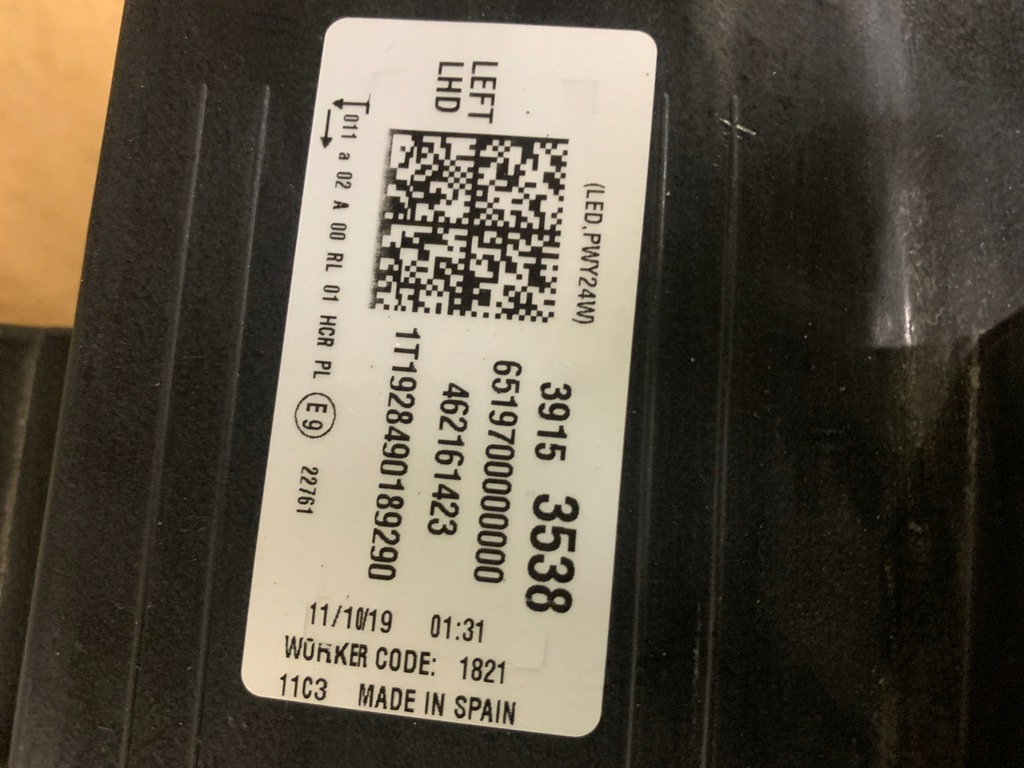 LEFT
LHD
(LED,PWY24W)
3915 3538
6519700000000
462161423
1T1928490189290
011 a 02 A 00 RL 01 HCR PL E9 22761
11/10/19 01:31
WORKER CODE: 1821
11C3 MADE IN SPAIN